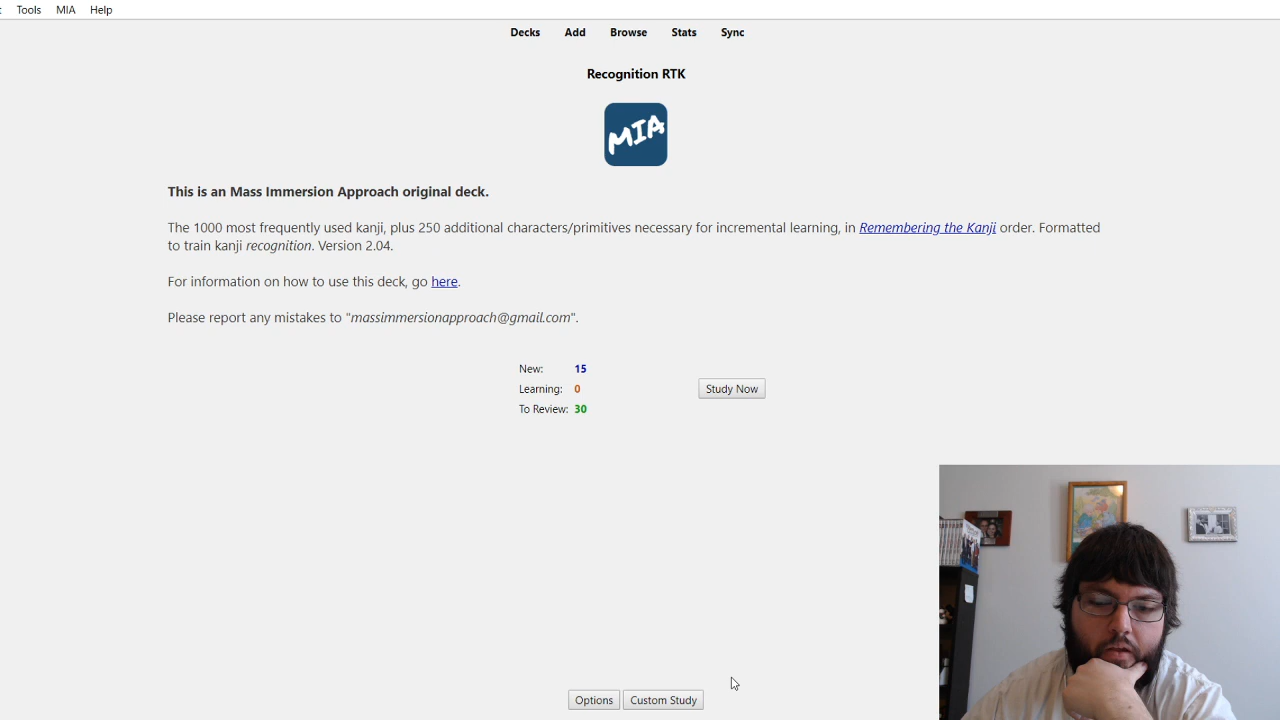 Tools MIA Help
Decks Add Browse Stats Sync
Recognition RTK
MIA
This is an Mass Immersion Approach original deck.
The 1000 most frequently used kanji, plus 250 additional characters/primitives necessary for incremental learning, in Remembering the Kanji order. Formatted
to train kanji recognition. Version 2.04.
For information on how to use this deck, go here.
Please report any mistakes to "massimmersionapproach@gmail.com".
New: 15
Learning: 0
Study Now
To Review: 30
Options Custom Study